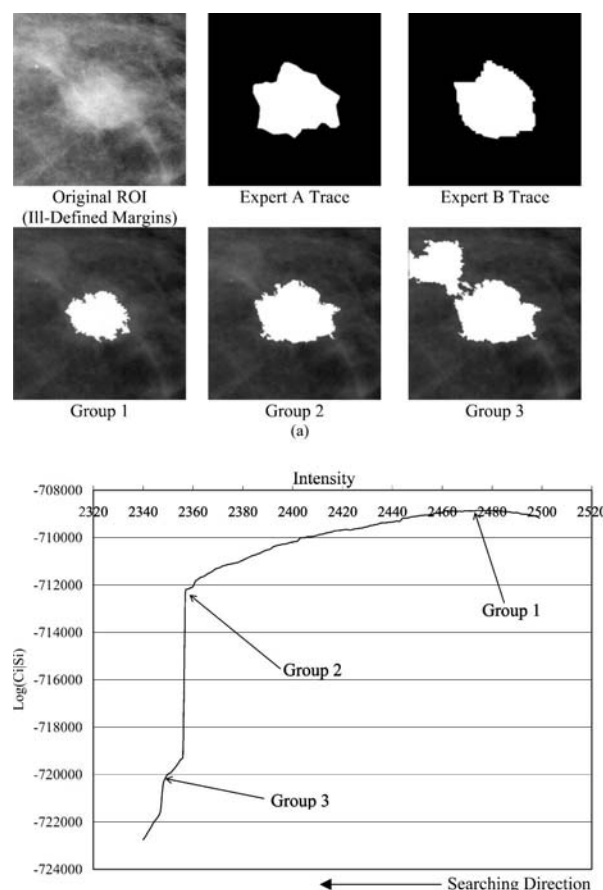 Original ROI
(Ill-Defined Margins)
Expert A Trace
Expert B Trace
Group 1
Group 2
Group 3
(a)
Intensity
-708000
2320 2340 2360 2380 2400 2420 2440 2460 2480 2500 2520
-710000
-712000
-714000
-716000
-718000
-720000
-722000
-724000
Log(Ci|Si)
Group 1
Group 2
Group 3
Searching Direction